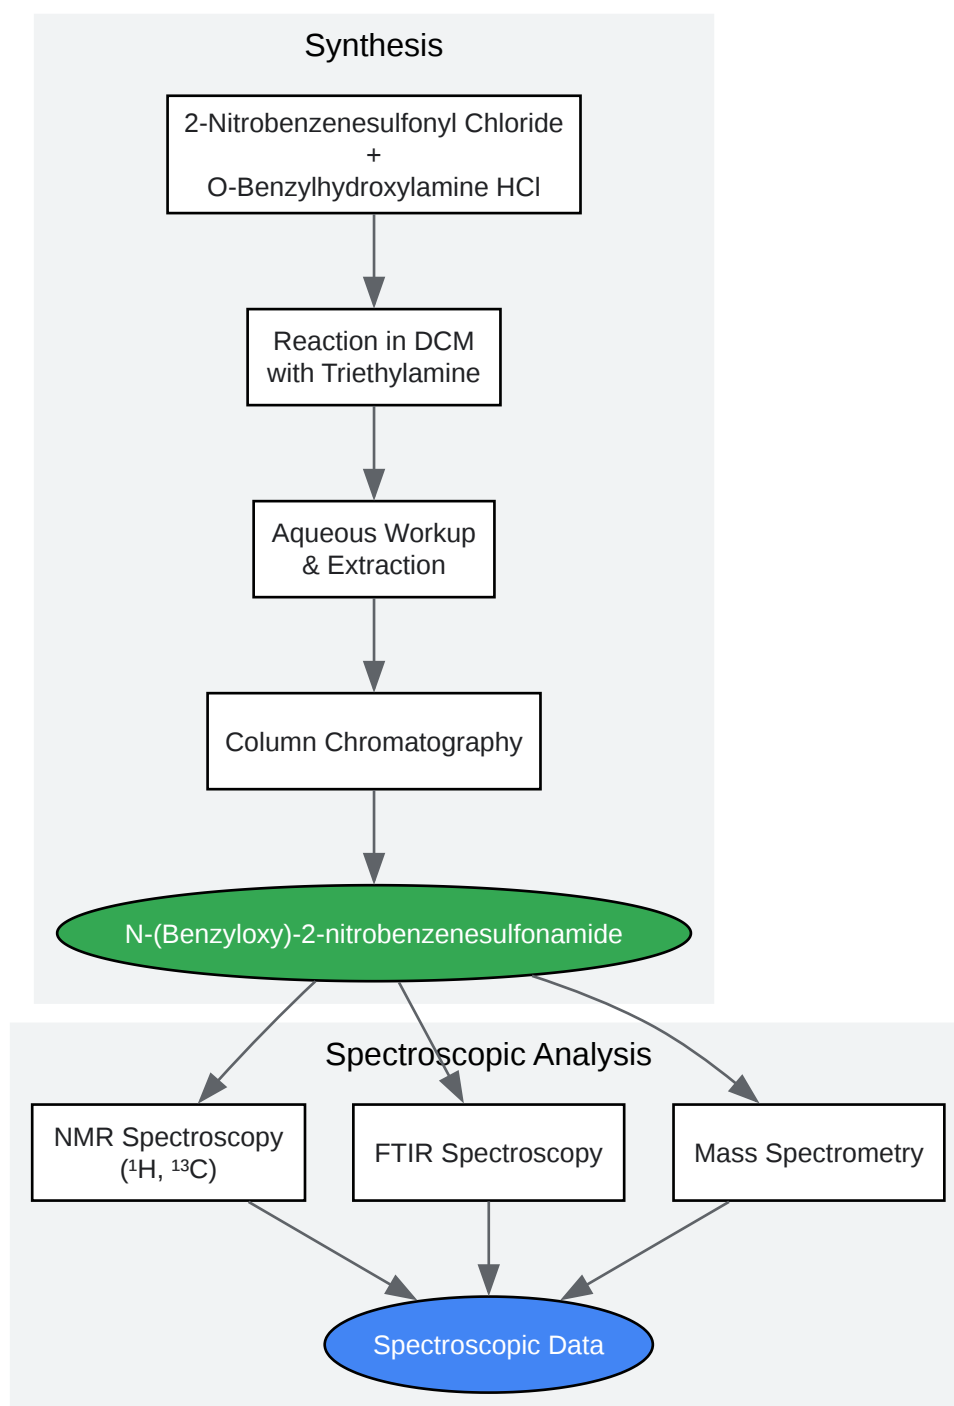 Synthesis
2-Nitrobenzenesulfonyl Chloride
+
O-Benzylhydroxylamine HCl
Reaction in DCM
with Triethylamine
Aqueous Workup
& Extraction
Column Chromatography
N-(Benzyloxy)-2-nitrobenzenesulfonamide
Spectroscopic Analysis
NMR Spectroscopy
(¹H, ¹³C)
FTIR Spectroscopy
Mass Spectrometry
Spectroscopic Data